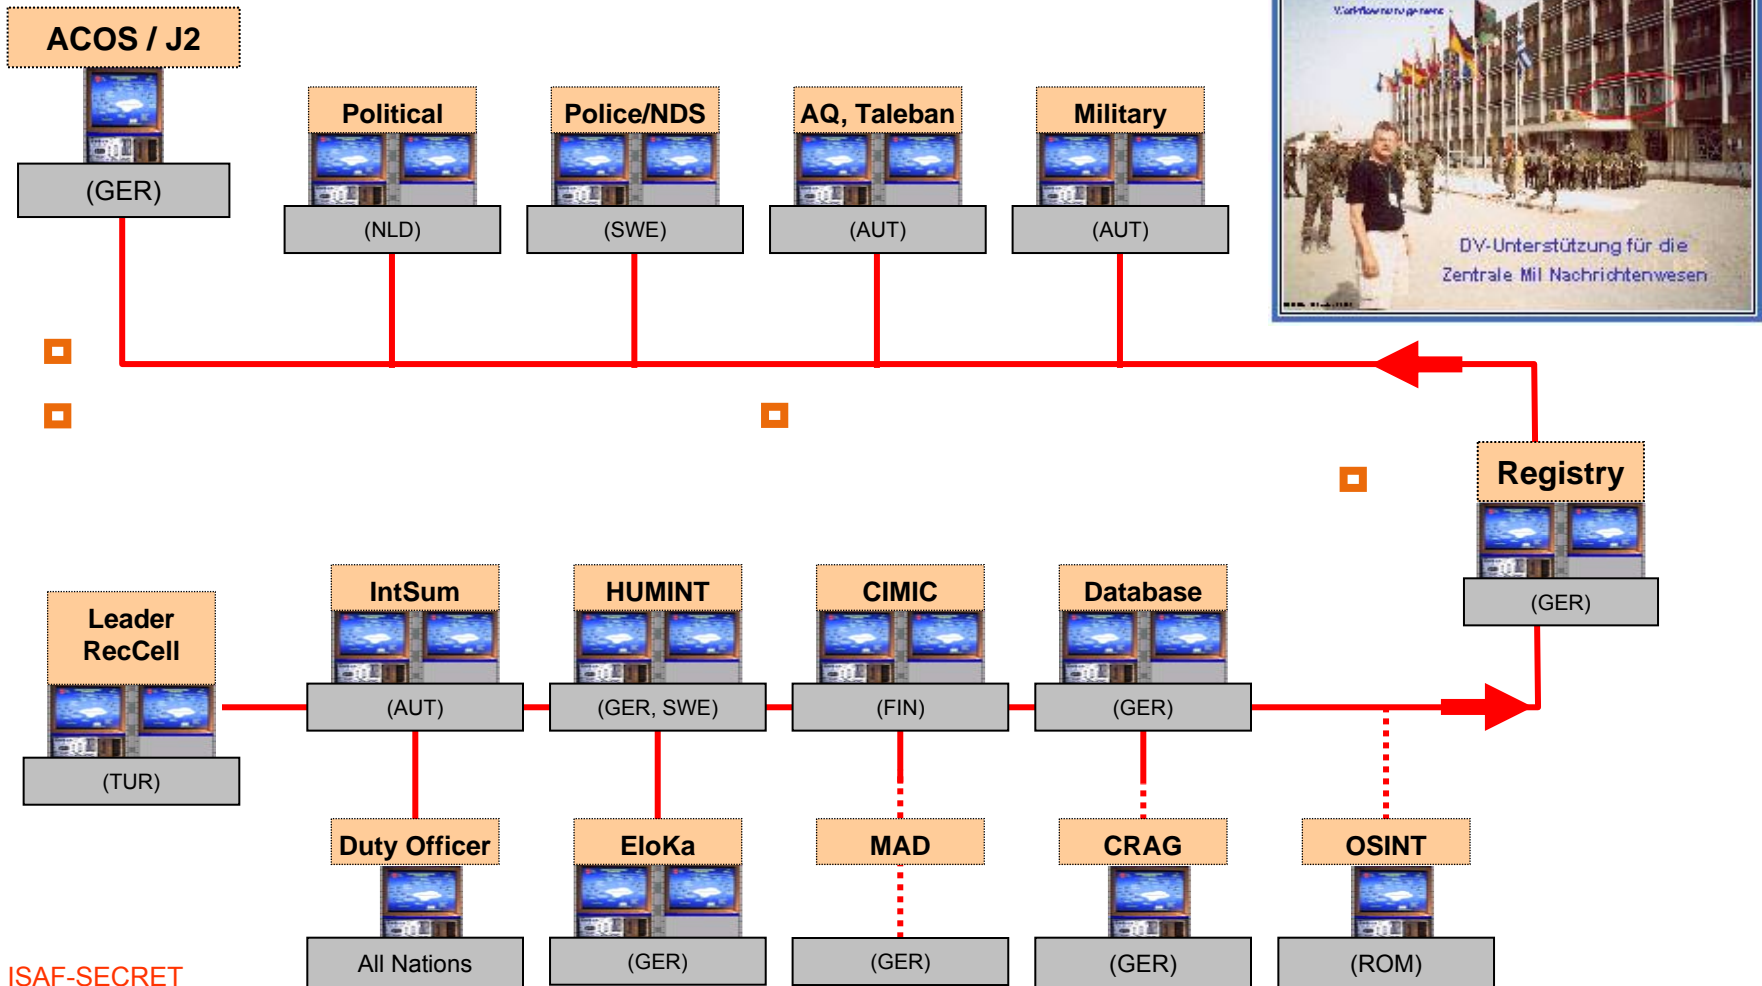 ACOS / J2
(GER)
Political
(NLD)
Police/NDS
(SWE)
AQ, Taleban
(AUT)
Military
(AUT)
DV-Unterstützung für die
Zentrale Mil Nachrichtenwesen
Registry
(GER)
Leader
RecCell
(TUR)
IntSum
(AUT)
HUMINT
(GER, SWE)
CIMIC
(FIN)
Database
(GER)
Duty Officer
All Nations
EloKa
(GER)
MAD
(GER)
CRAG
(GER)
OSINT
(ROM)
ISAF-SECRET